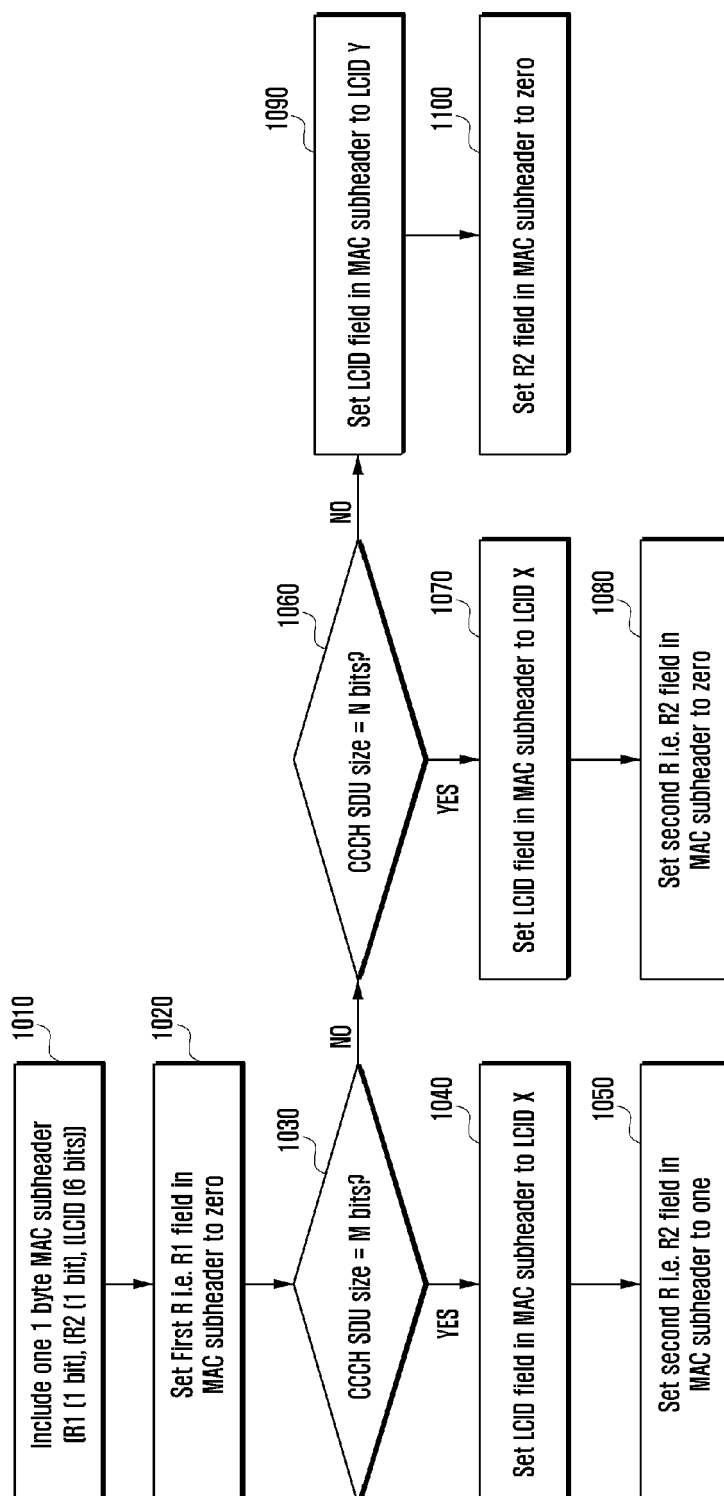 1010
Include one 1 byte MAC subheader
(R1 (1 bit), (R2 (1 bit), (LCID (6 bits))
1020
Set First R i.e. R1 field in
MAC subheader to zero
1030
CCCH SDU size = M bits?
NO
YES
1040
Set LCID field in MAC subheader to LCID X
1050
Set second R i.e. R2 field in
MAC subheader to one
1060
CCCH SDU size = N bits?
NO
YES
1070
Set LCID field in MAC subheader to LCID X
1080
Set second R i.e. R2 field in
MAC subheader to zero
1090
Set LCID field in MAC subheader to LCID Y
1100
Set R2 field in MAC subheader to zero